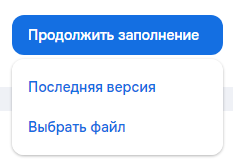 Продолжить заполнение
Последняя версия
Выбрать файл